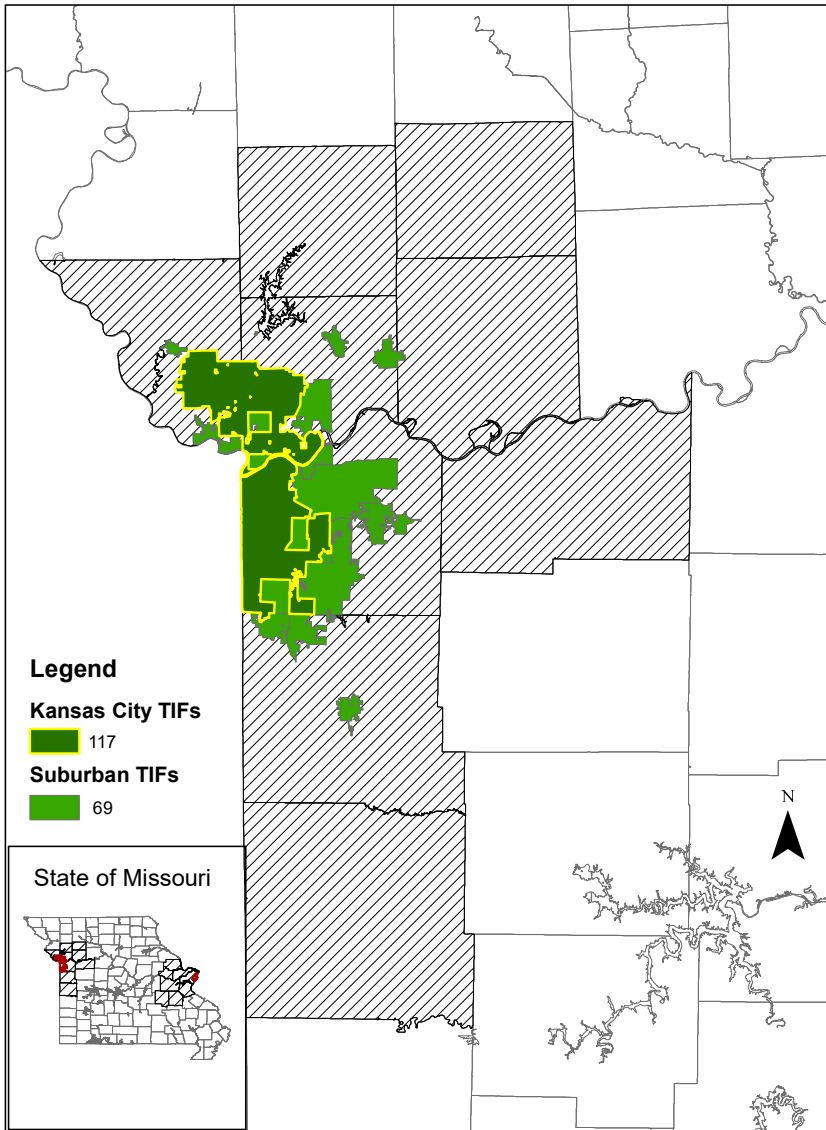 N
Legend
Kansas City TIFs
117
Suburban TIFs
69
State of Missouri